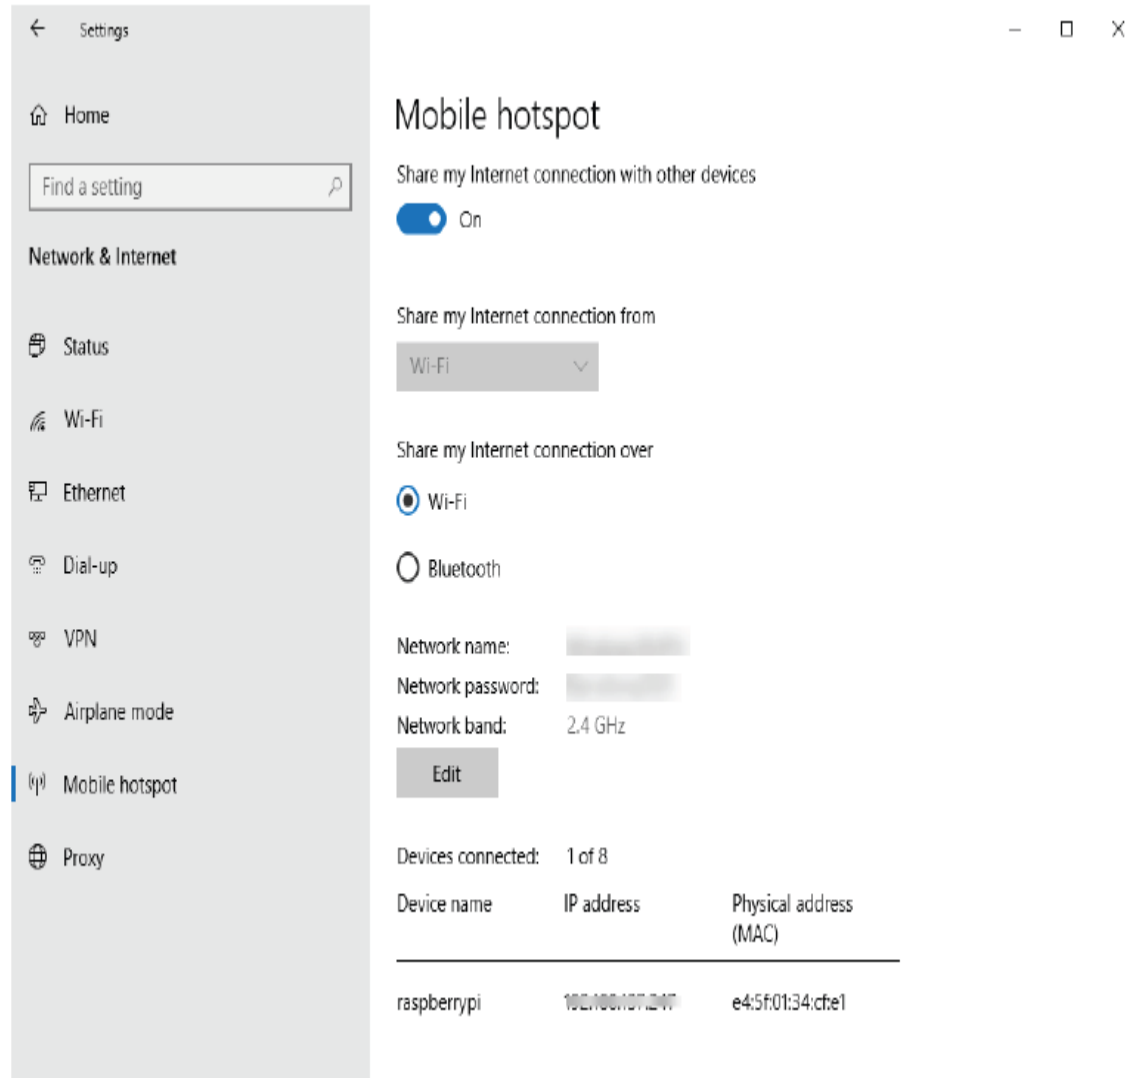 Settings
Home
Find a setting
Network & Internet
Status
Wi-Fi
Ethernet
Dial-up
VPN
Airplane mode
Mobile hotspot
Proxy
Mobile hotspot
Share my Internet connection with other devices
On
Share my Internet connection from
Wi-Fi
Share my Internet connection over
Wi-Fi
Bluetooth
Network name:
Network password:
Network band: 2.4 GHz
Edit
Devices connected: 1 of 8
Device name IP address Physical address
(MAC)
raspberrypi e4:5f:01:34:cf:e1